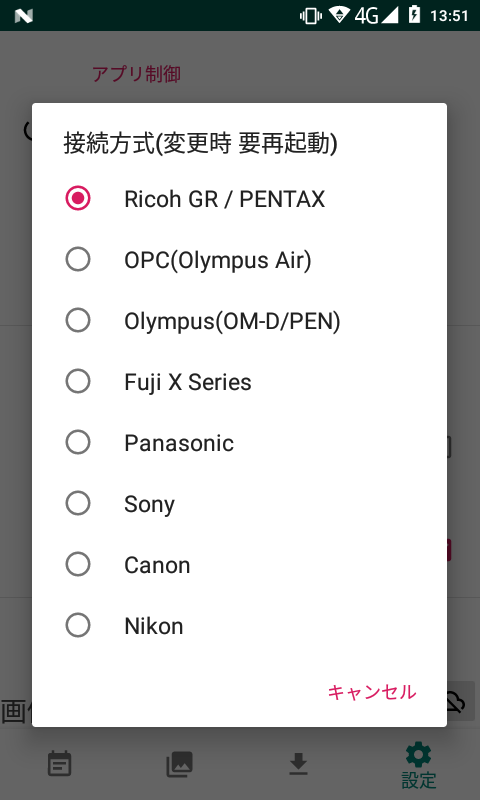 4G 13:51
アプリ制御
接続方式(変更時 要再起動)
Ricoh GR / PENTAX
OPC(Olympus Air)
Olympus(OM-D/PEN)
Fuji X Series
Panasonic
Sony
Canon
Nikon
キャンセル
設定